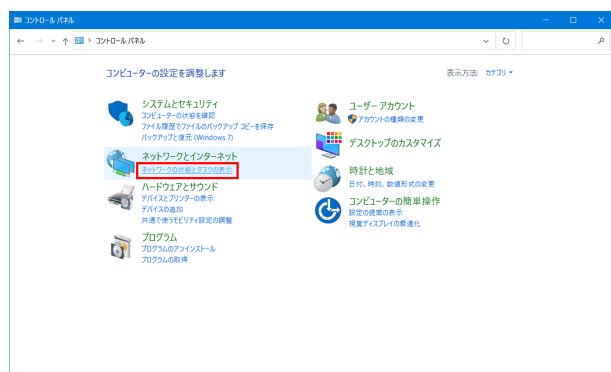 コントロール パネル
コントロール パネル
コンピューターの設定を調整します
表示方法: カテゴリ
システムとセキュリティ
コンピューターの状態を確認
ファイル履歴でファイルのバックアップ コピーを保存
バックアップと復元 (Windows 7)
ネットワークとインターネット
ネットワークの状態とタスクの表示
ハードウェアとサウンド
デバイスとプリンターの表示
デバイスの追加
共通で使うモビリティ設定の調整
プログラム
プログラムのアンインストール
プログラムの取得
ユーザー アカウント
アカウントの種類の変更
デスクトップのカスタマイズ
時計と地域
日付、時刻、数値形式の変更
コンピューターの簡単操作
設定の提案の表示
視覚ディスプレイの最適化